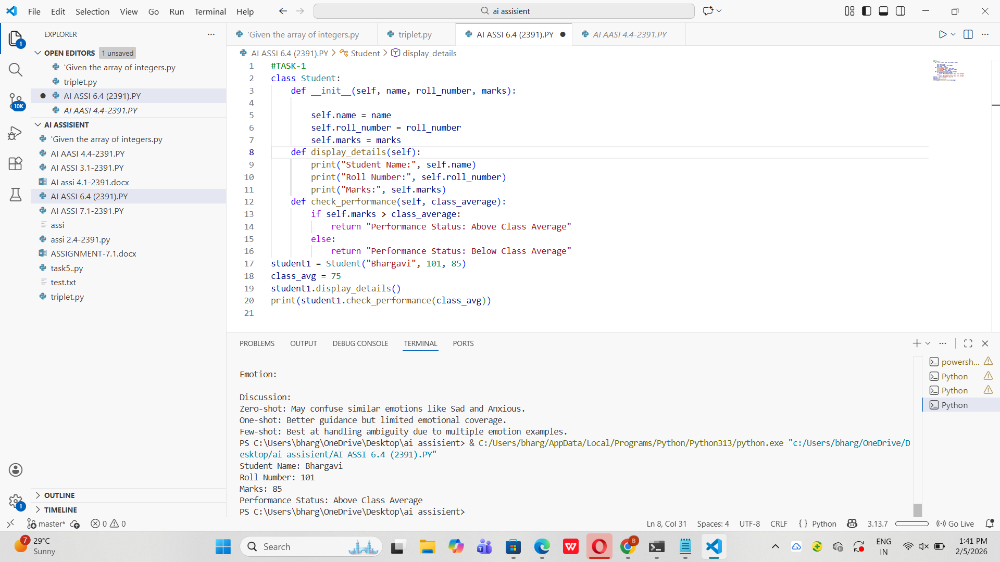 File Edit Selection View Go Run Terminal Help
ai assisient
EXPLORER
OPEN EDITORS 1 unsaved
'Given the array of integers.py
triplet.py
AI ASSI 6.4 (2391).PY
AI AASI 4.4-2391.PY
AI ASSISIENT
'Given the array of integers.py
AI AASI 4.4-2391.PY
AI ASSI 3.1-2391.PY
AI assi 4.1-2391.docx
AI ASSI 6.4 (2391).PY
AI ASSI 7.1-2391.PY
assi
assi 2.4-2391.py
ASSIGNMENT-7.1.docx
task5..py
test.txt
triplet.py
OUTLINE
TIMELINE
1
10K
1
'Given the array of integers.py triplet.py AI ASSI 6.4 (2391).PY AI AASI 4.4-2391.PY
AI ASSI 6.4 (2391).PY > Student > display_details
1 #TASK-1
2 class Student:
3 def __init__(self, name, roll_number, marks):
4
5 self.name = name
6 self.roll_number = roll_number
7 self.marks = marks
8 def display_details(self):
9 print("Student Name:", self.name)
10 print("Roll Number:", self.roll_number)
11 print("Marks:", self.marks)
12 def check_performance(self, class_average):
13 if self.marks > class_average:
14 return "Performance Status: Above Class Average"
15 else:
16 return "Performance Status: Below Class Average"
17 student1 = Student("Bhargavi", 101, 85)
18 class_avg = 75
19 student1.display_details()
20 print(student1.check_performance(class_avg))
21
PROBLEMS OUTPUT DEBUG CONSOLE TERMINAL PORTS
Emotion:
Discussion:
Zero-shot: May confuse similar emotions like Sad and Anxious.
One-shot: Better guidance but limited emotional coverage.
Few-shot: Best at handling ambiguity due to multiple emotion examples.
PS C:\Users\bharg\OneDrive\Desktop\ai assisient> & C:/Users/bharg/AppData/Local/Programs/Python/Python313/python.exe "c:/Users/bharg/OneDrive/D
esktop/ai assisient/AI ASSI 6.4 (2391).PY"
Student Name: Bhargavi
Roll Number: 101
Marks: 85
Performance Status: Above Class Average
PS C:\Users\bharg\OneDrive\Desktop\ai assisient>
powersh...
Python
Python
Python
master* 0 0 Ln 8, Col 31 Spaces: 4 UTF-8 CRLF { } Python 3.13.7 Go Live
7 29°C
Sunny
Search
B
ENG
IN
1:41 PM
2/5/2026